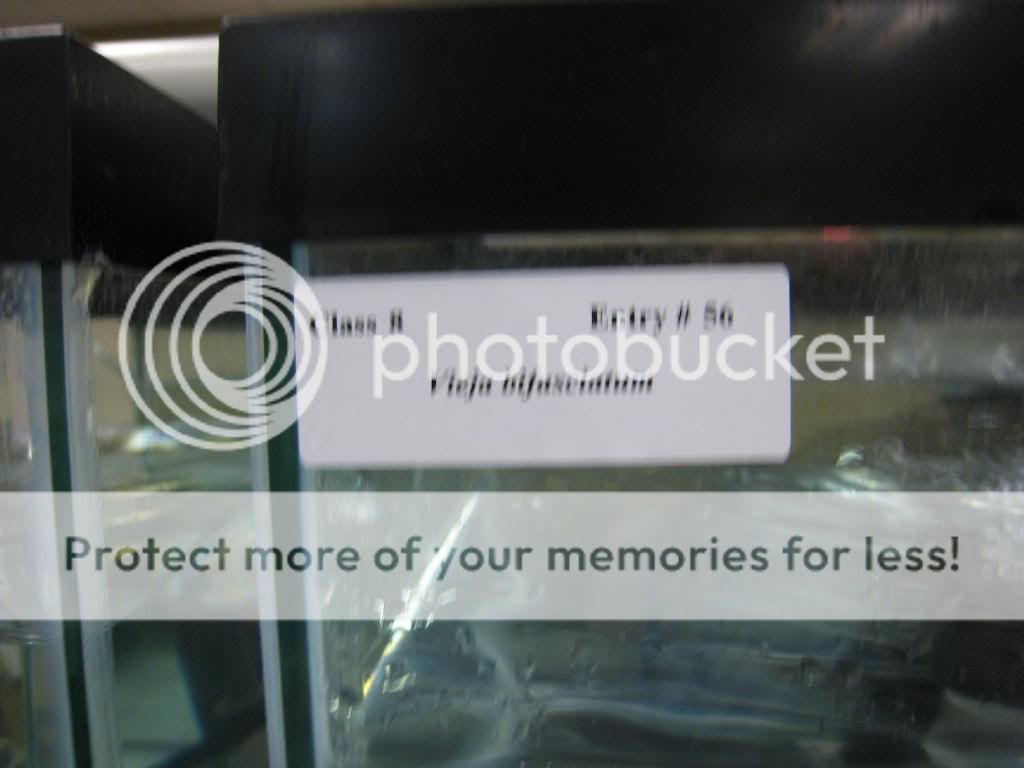 Class 8 Entry # 56
photobucket
Vieja bifasciatum
Protect more of your memories for less!